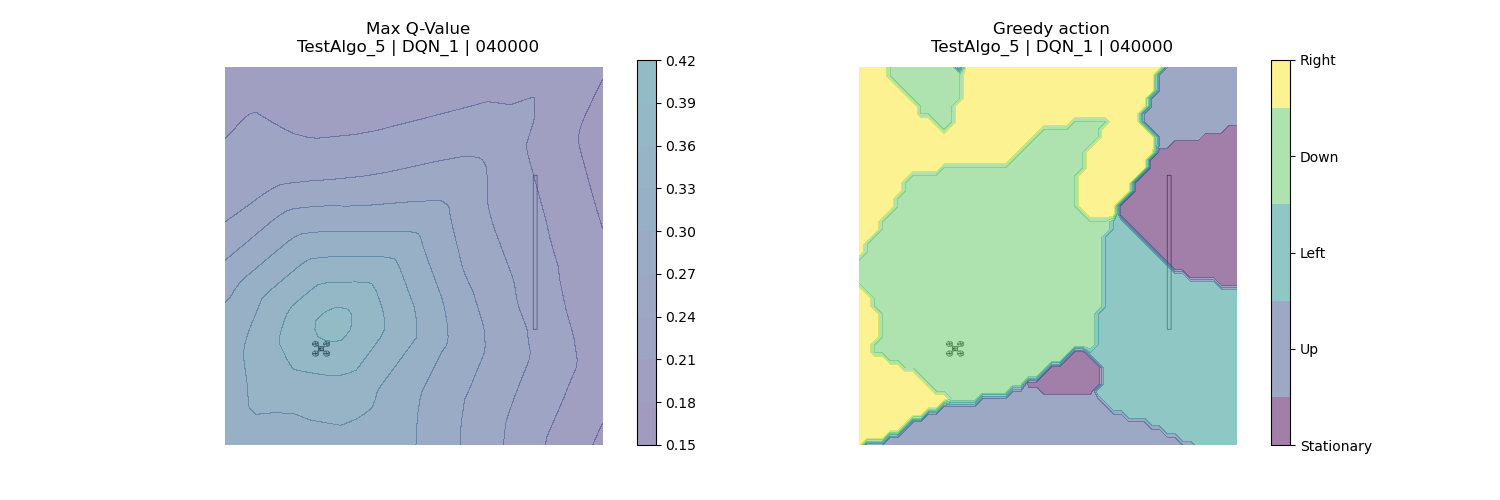 Max Q-Value
TestAlgo_5 | DQN_1 | 040000
0.42
0.39
0.36
0.33
0.30
0.27
0.24
0.21
0.18
0.15
Greedy action
TestAlgo_5 | DQN_1 | 040000
Right
Down
Left
Up
Stationary